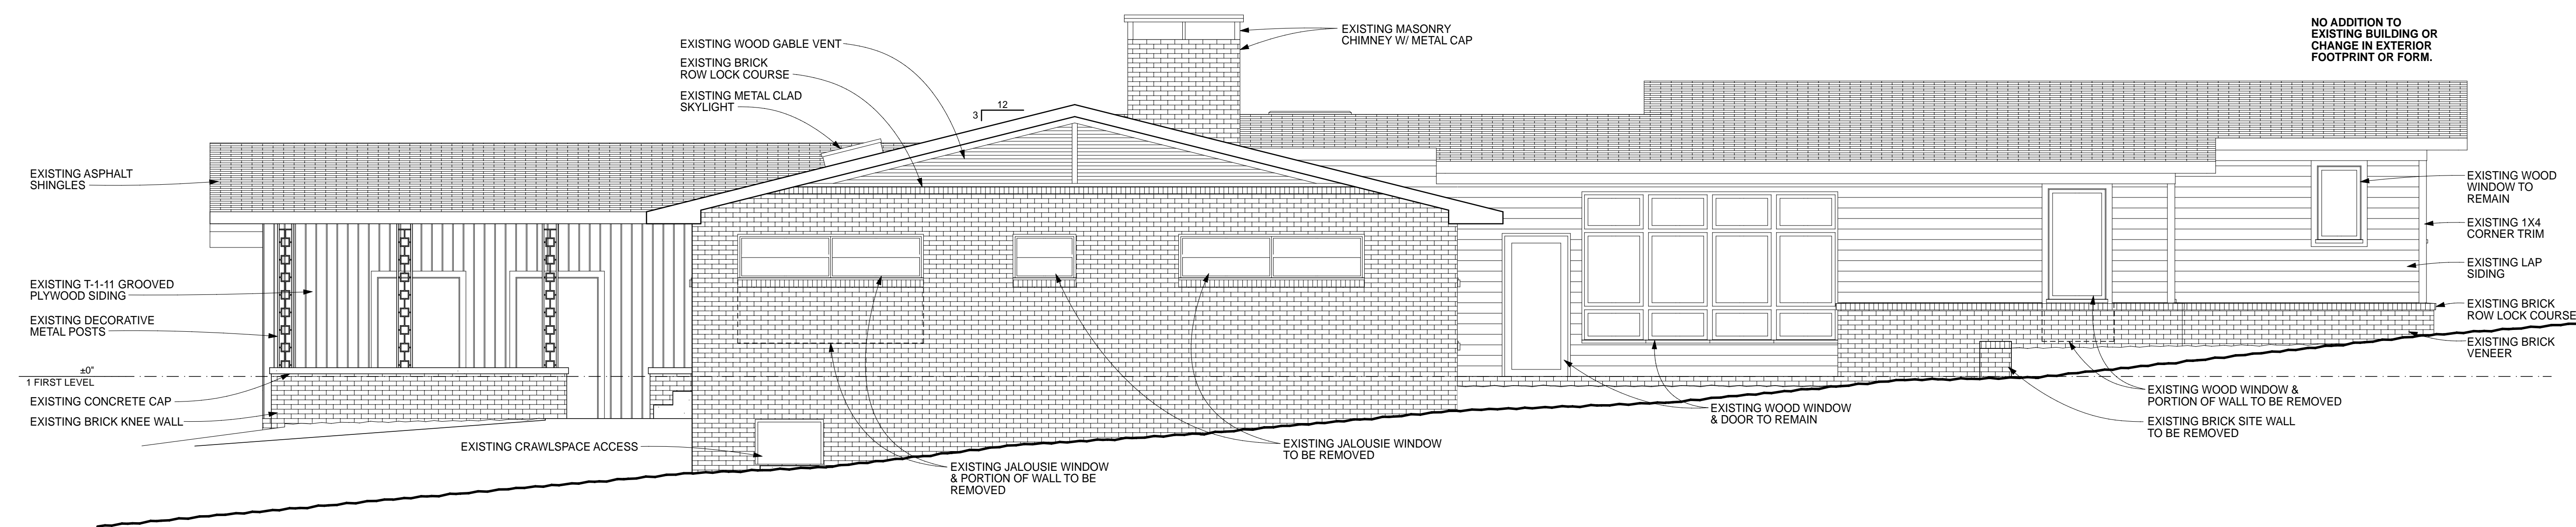 NO ADDITION TO
EXISTING BUILDING OR
CHANGE IN EXTERIOR
FOOTPRINT OR FORM.
EXISTING MASONRY
CHIMNEY W/ METAL CAP
EXISTING WOOD GABLE VENT
EXISTING BRICK
ROW LOCK COURSE
EXISTING METAL CLAD
SKYLIGHT
12
3
EXISTING ASPHALT
SHINGLES
EXISTING T-1-11 GROOVED
PLYWOOD SIDING
EXISTING DECORATIVE
METAL POSTS
±0"
1 FIRST LEVEL
EXISTING CONCRETE CAP
EXISTING BRICK KNEE WALL
EXISTING CRAWLSPACE ACCESS
EXISTING JALOUSIE WINDOW
& PORTION OF WALL TO BE
REMOVED
EXISTING JALOUSIE WINDOW
TO BE REMOVED
EXISTING WOOD WINDOW
& DOOR TO REMAIN
EXISTING WOOD WINDOW &
PORTION OF WALL TO BE REMOVED
EXISTING BRICK SITE WALL
TO BE REMOVED
EXISTING WOOD
WINDOW TO
REMAIN
EXISTING 1X4
CORNER TRIM
EXISTING LAP
SIDING
EXISTING BRICK
ROW LOCK COURSE
EXISTING BRICK
VENEER